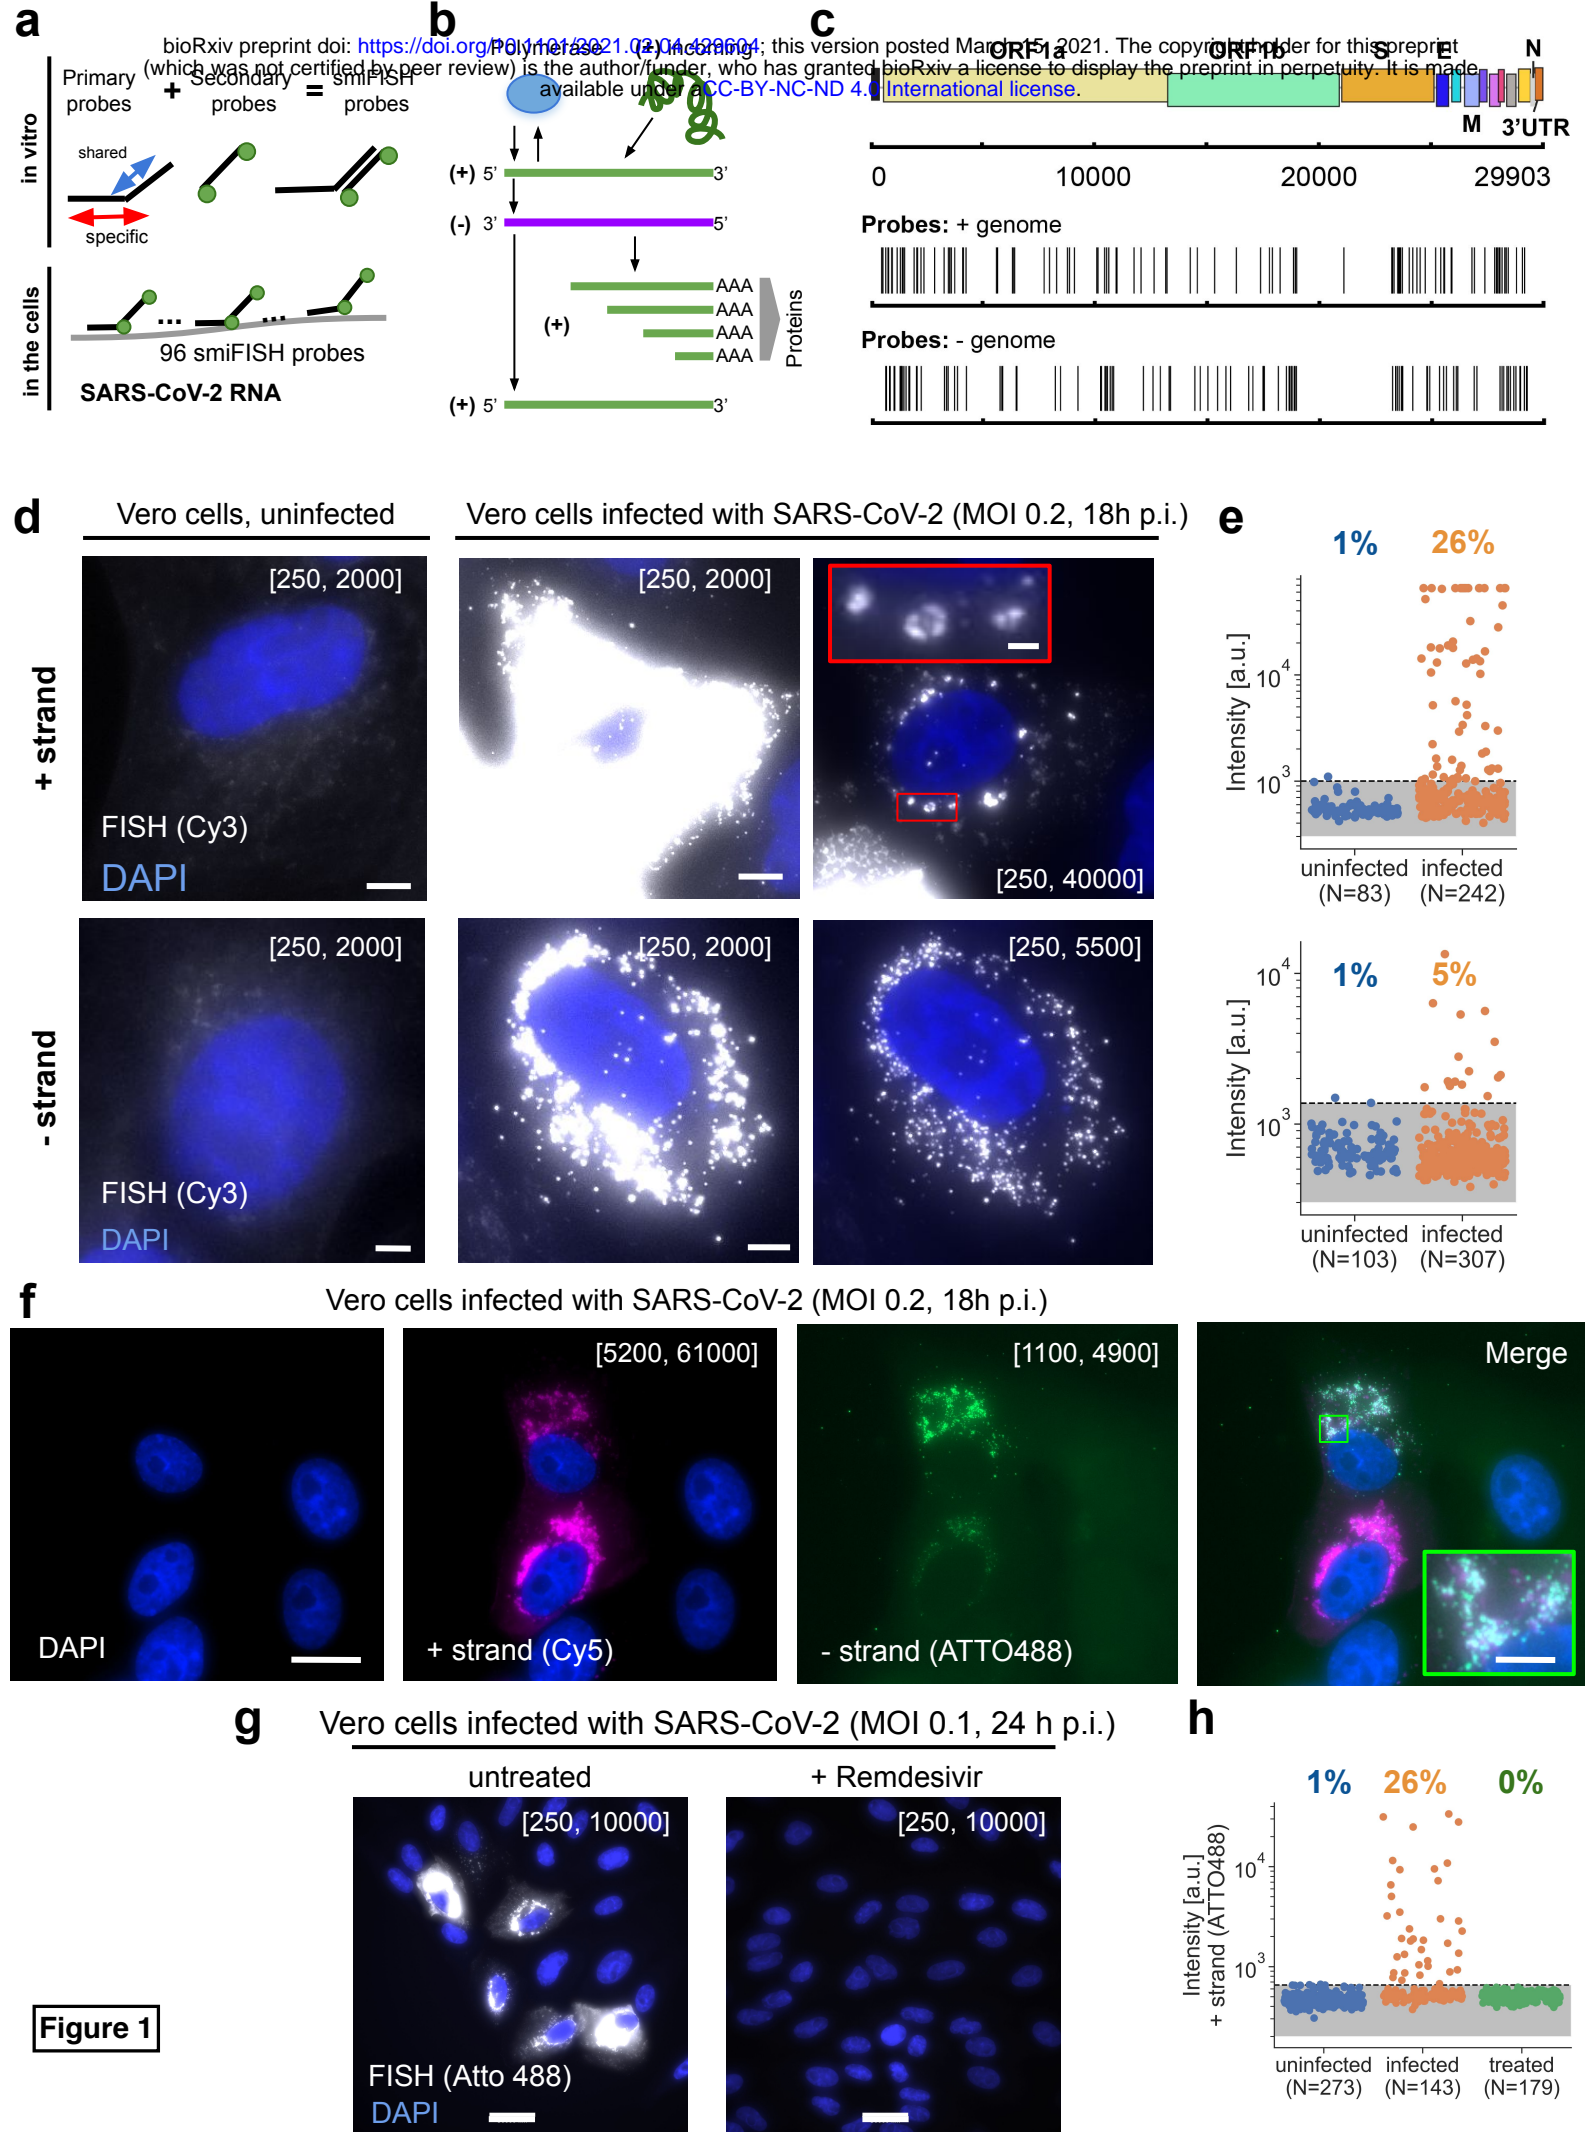 a
b
c
bioRxiv preprint doi: https://doi.org/10.1101/2021.02.04.429604; this version posted March 15, 2021. The copyright holder for this preprint
(which was not certified by peer review) is the author/funder, who has granted bioRxiv a license to display the preprint in perpetuity. It is made
available under aCC-BY-NC-ND 4.0 International license.
in vitro
Primary probes + Secondary probes = smiFISH probes
shared
specific
in the cells
... ...
96 smiFISH probes
SARS-CoV-2 RNA
Polymerase
(+) incoming
(+) 5’ 3’
(-) 3’ 5’
(+)
AAA
AAA
AAA
AAA
Proteins
(+) 5’ 3’
ORF1a ORF1b S E N
M 3’UTR
0 10000 20000 29903
Probes: + genome
Probes: - genome
d
Vero cells, uninfected
Vero cells infected with SARS-CoV-2 (MOI 0.2, 18h p.i.)
+ strand
[250, 2000]
FISH (Cy3)
DAPI
[250, 2000]
[250, 40000]
- strand
[250, 2000]
FISH (Cy3)
DAPI
[250, 2000]
[250, 5500]
e
1% 26%
Intensity [a.u.]
10^4
10^3
uninfected infected
(N=83) (N=242)
1% 5%
Intensity [a.u.]
10^4
10^3
uninfected infected
(N=103) (N=307)
f
Vero cells infected with SARS-CoV-2 (MOI 0.2, 18h p.i.)
DAPI
[5200, 61000]
+ strand (Cy5)
[1100, 4900]
- strand (ATTO488)
Merge
g
Vero cells infected with SARS-CoV-2 (MOI 0.1, 24 h p.i.)
untreated
+ Remdesivir
[250, 10000]
FISH (Atto 488)
DAPI
[250, 10000]
h
1% 26% 0%
Intensity [a.u.]
+ strand (ATTO488)
10^4
10^3
uninfected infected treated
(N=273) (N=143) (N=179)
Figure 1